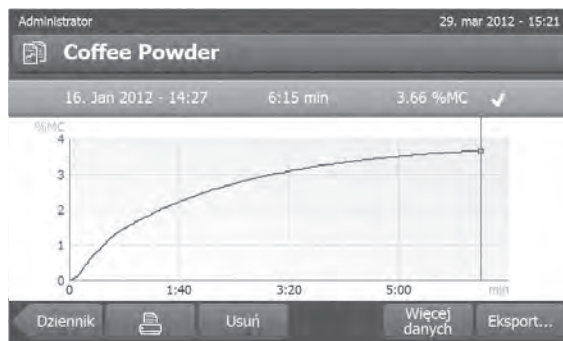 Administrator 29. mar 2012 - 15:21
Coffee Powder
16. Jan 2012 - 14:27 6:15 min 3.66 %MC
%MC
4
3
2
1
0
0 1:40 3:20 5:00 min
Dziennik Usuń Więcej danych Eksport...